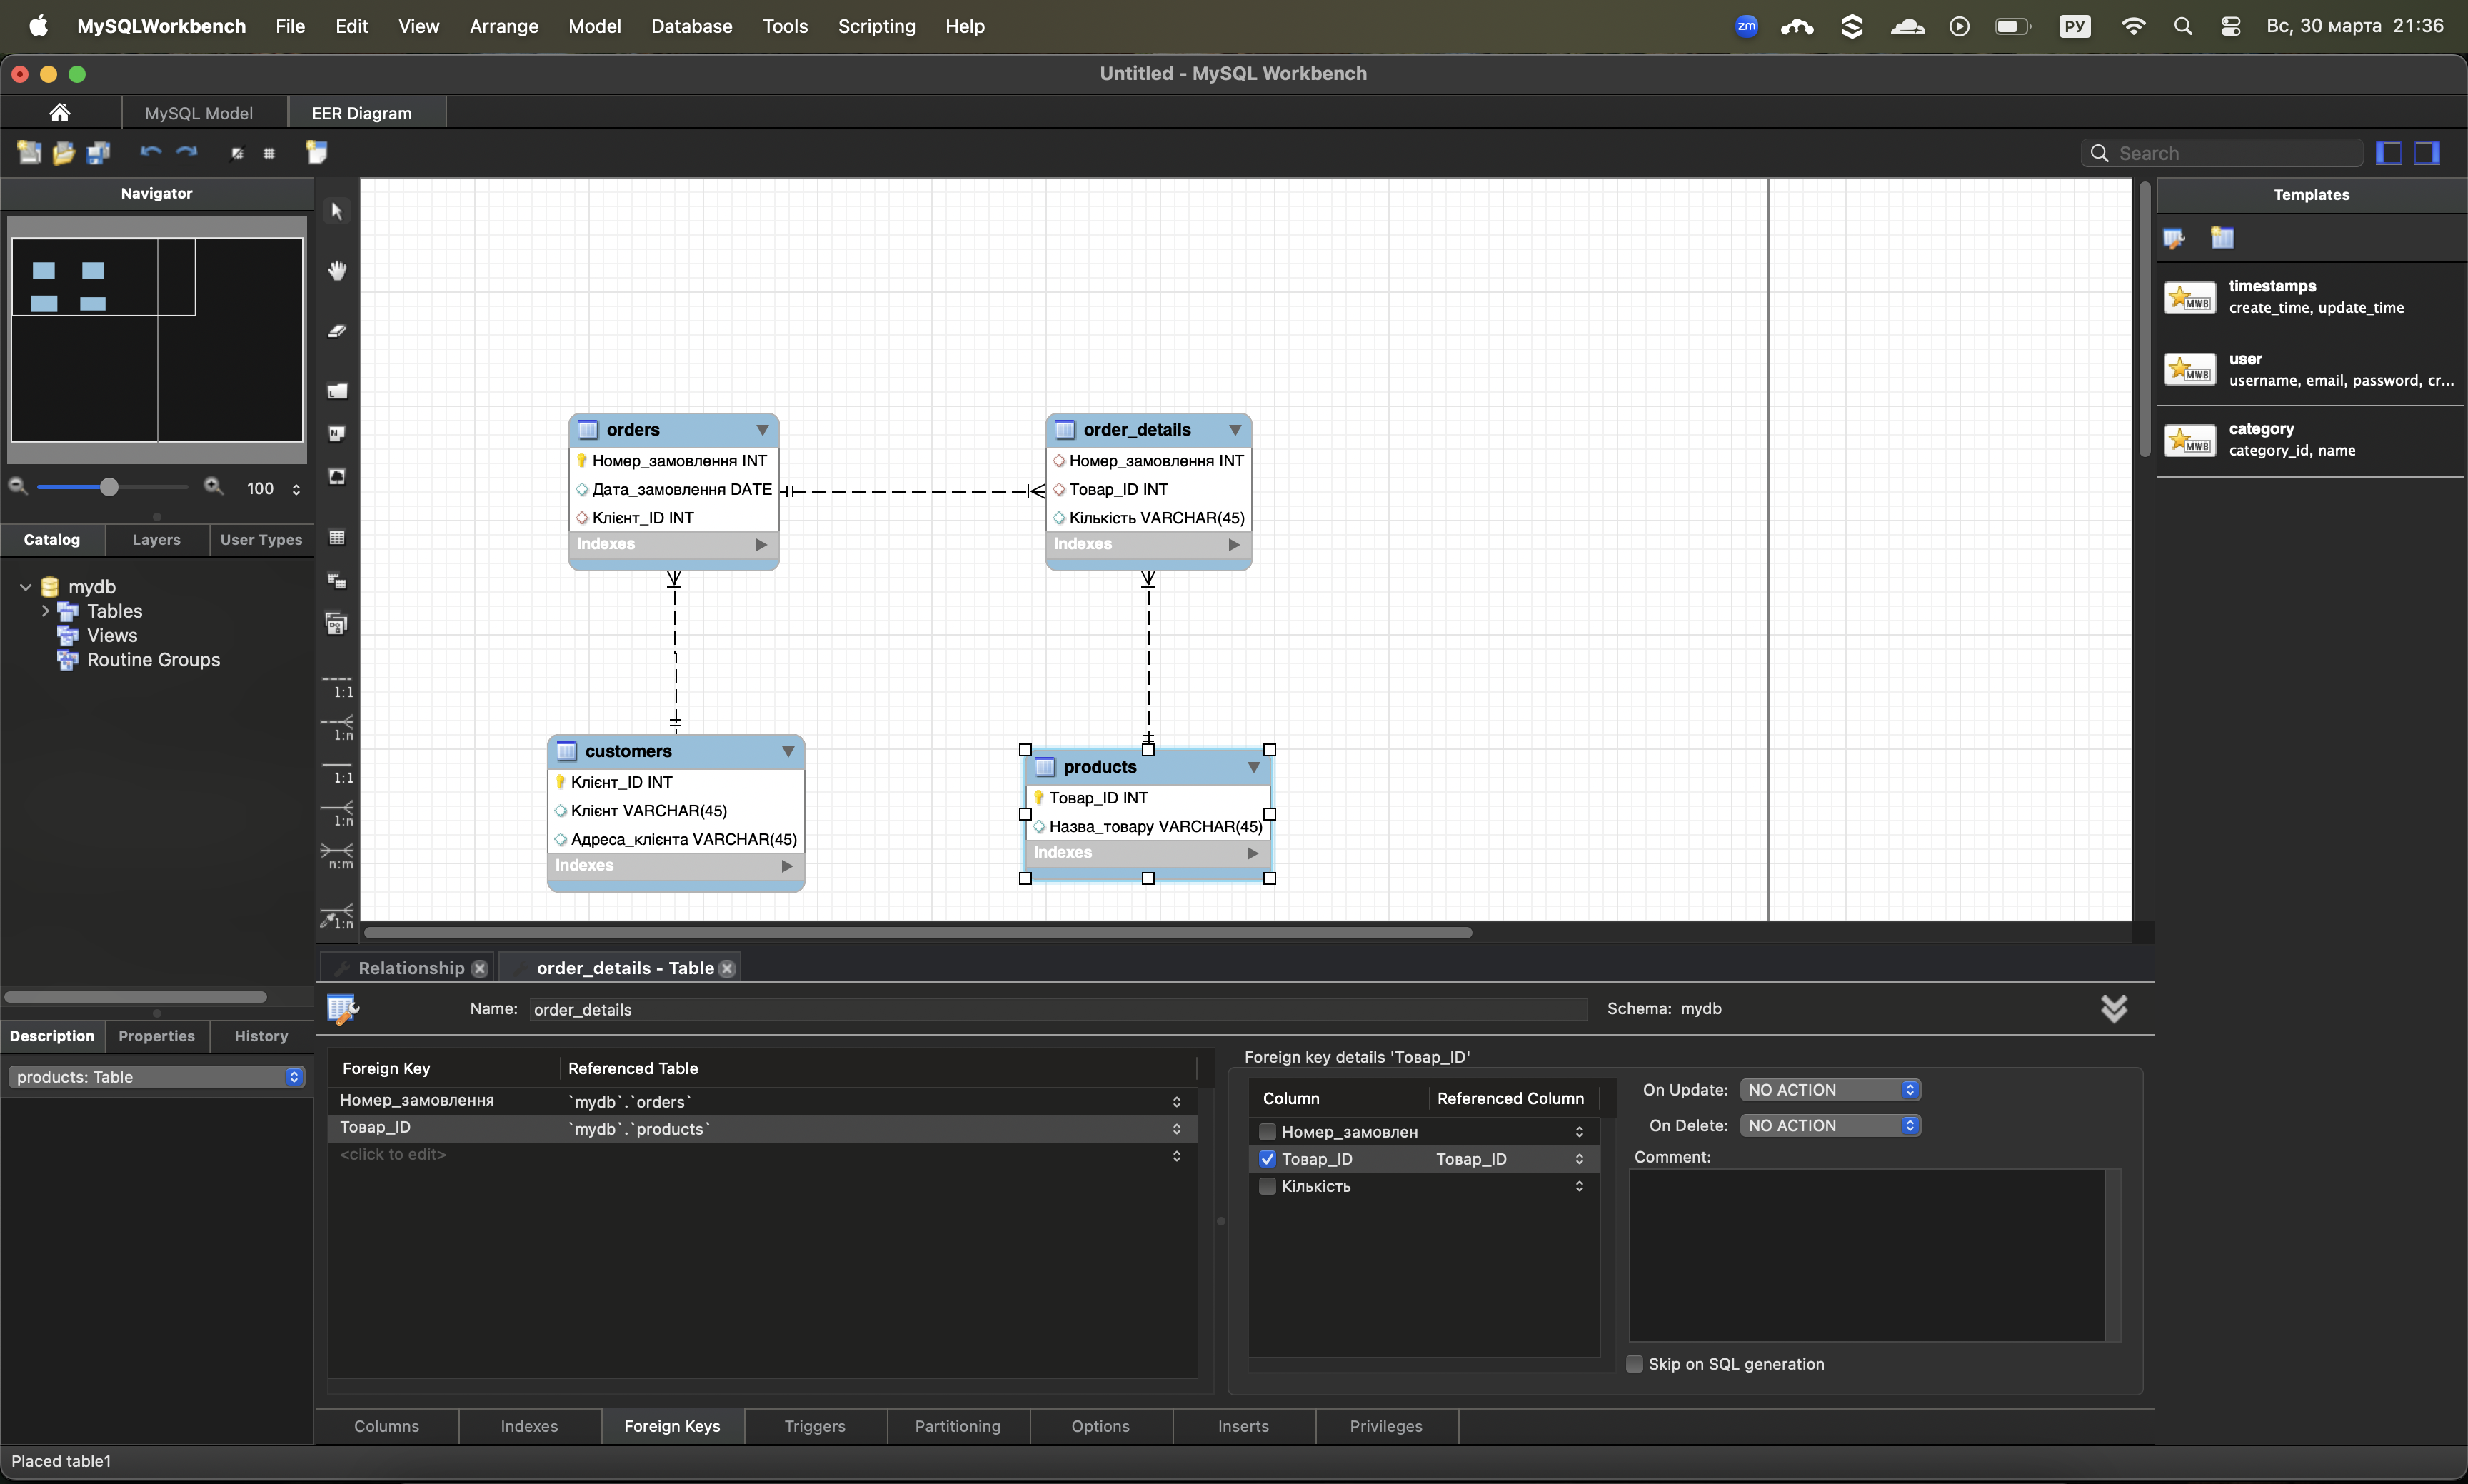 MySQLWorkbench File Edit View Arrange Model Database Tools Scripting Help
zm РУ Вс, 30 марта 21:36
Untitled - MySQL Workbench
MySQL Model EER Diagram
Search
Navigator
100
Catalog Layers User Types
mydb
Tables
Views
Routine Groups
Description Properties History
products: Table
1:1
1:n
1:1
1:n
n:m
1:n
orders
Номер_замовлення INT
Дата_замовлення DATE
Клієнт_ID INT
Indexes
order_details
Номер_замовлення INT
Товар_ID INT
Кількість VARCHAR(45)
Indexes
customers
Клієнт_ID INT
Клієнт VARCHAR(45)
Адреса_клієнта VARCHAR(45)
Indexes
products
Товар_ID INT
Назва_товару VARCHAR(45)
Indexes
Templates
MWB
timestamps
create_time, update_time
MWB
user
username, email, password, cr...
MWB
category
category_id, name
Relationship order_details - Table
Name: order_details Schema: mydb
Foreign Key Referenced Table
Номер_замовлення `mydb`.`orders`
Товар_ID `mydb`.`products`
<click to edit>
Foreign key details 'Товар_ID'
Column Referenced Column
Номер_замовлен
Товар_ID Товар_ID
Кількість
On Update: NO ACTION
On Delete: NO ACTION
Comment:
Skip on SQL generation
Columns Indexes Foreign Keys Triggers Partitioning Options Inserts Privileges
Placed table1